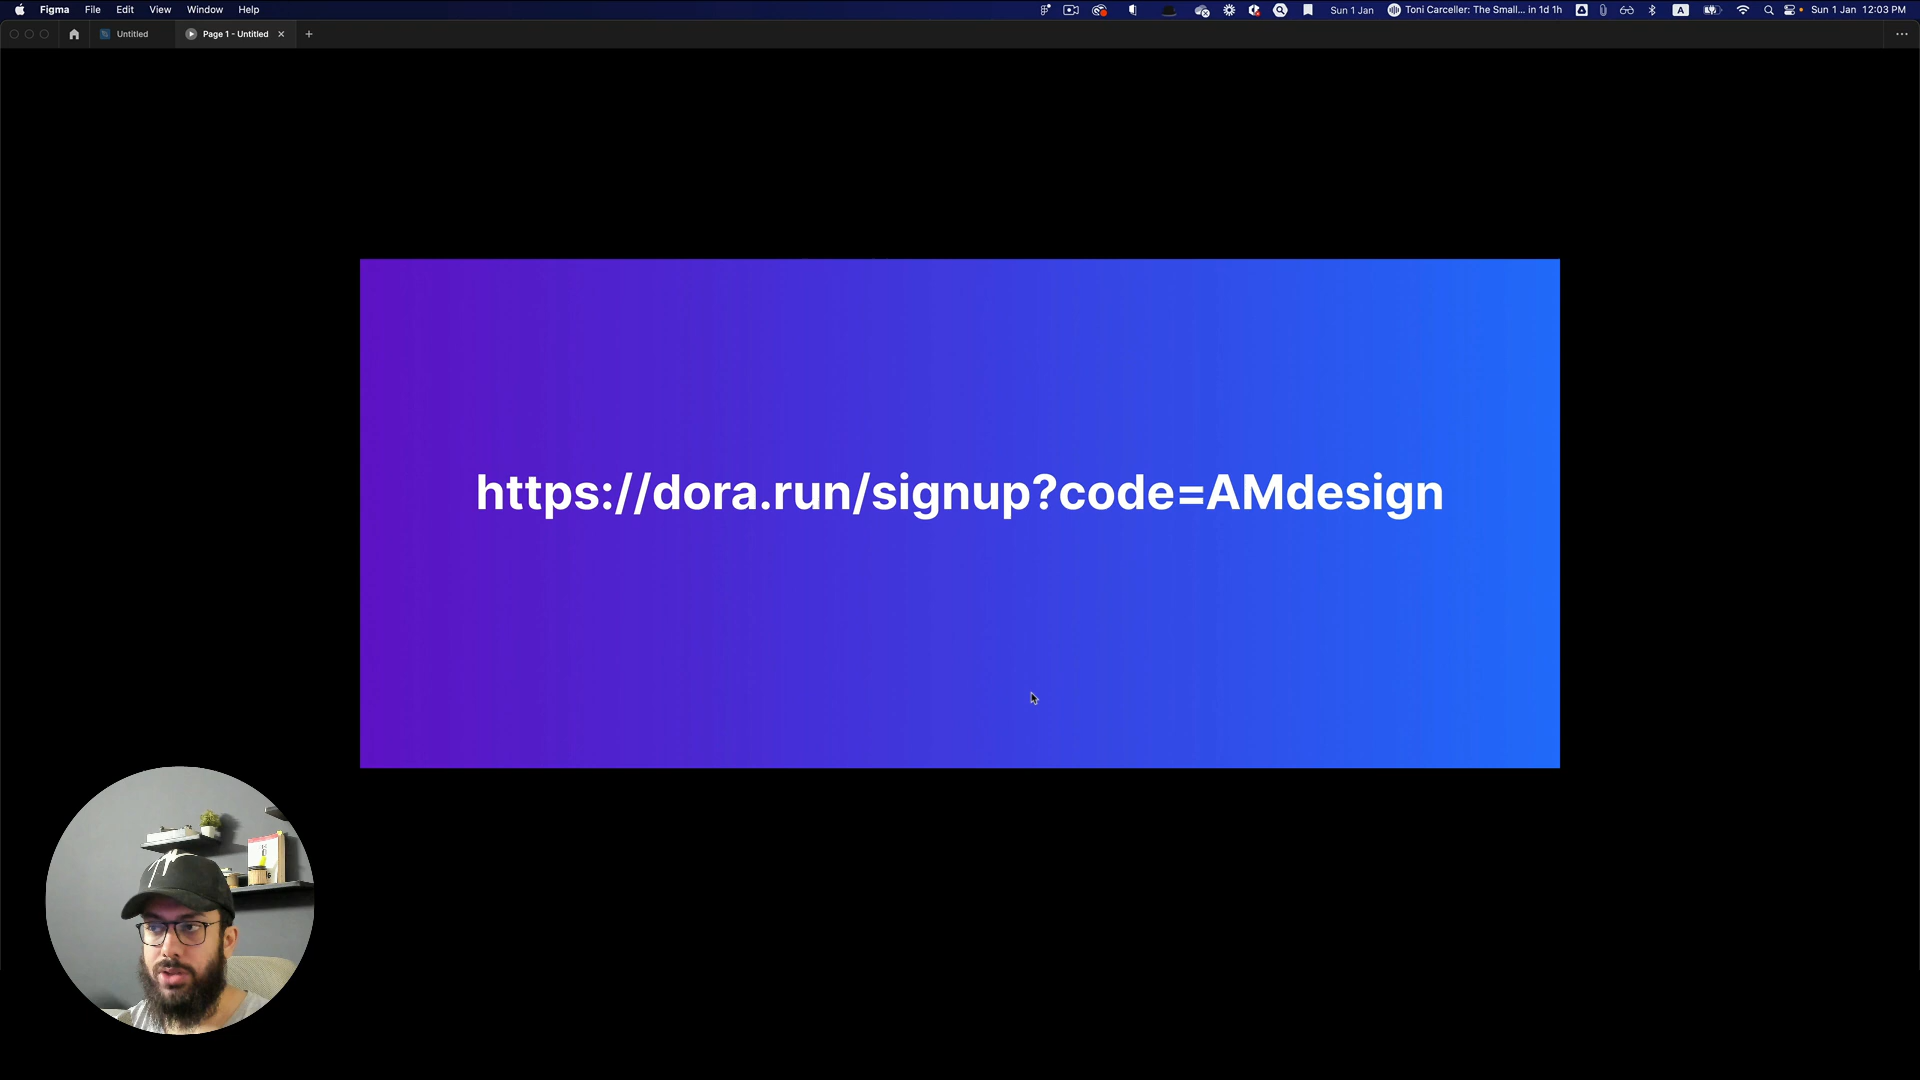 Figma File Edit View Window Help
Sun 1 Jan Toni Carceller: The Small... in 1d 1h A Sun 1 Jan 12:03 PM
Untitled Page 1 - Untitled
https://dora.run/signup?code=AMdesign